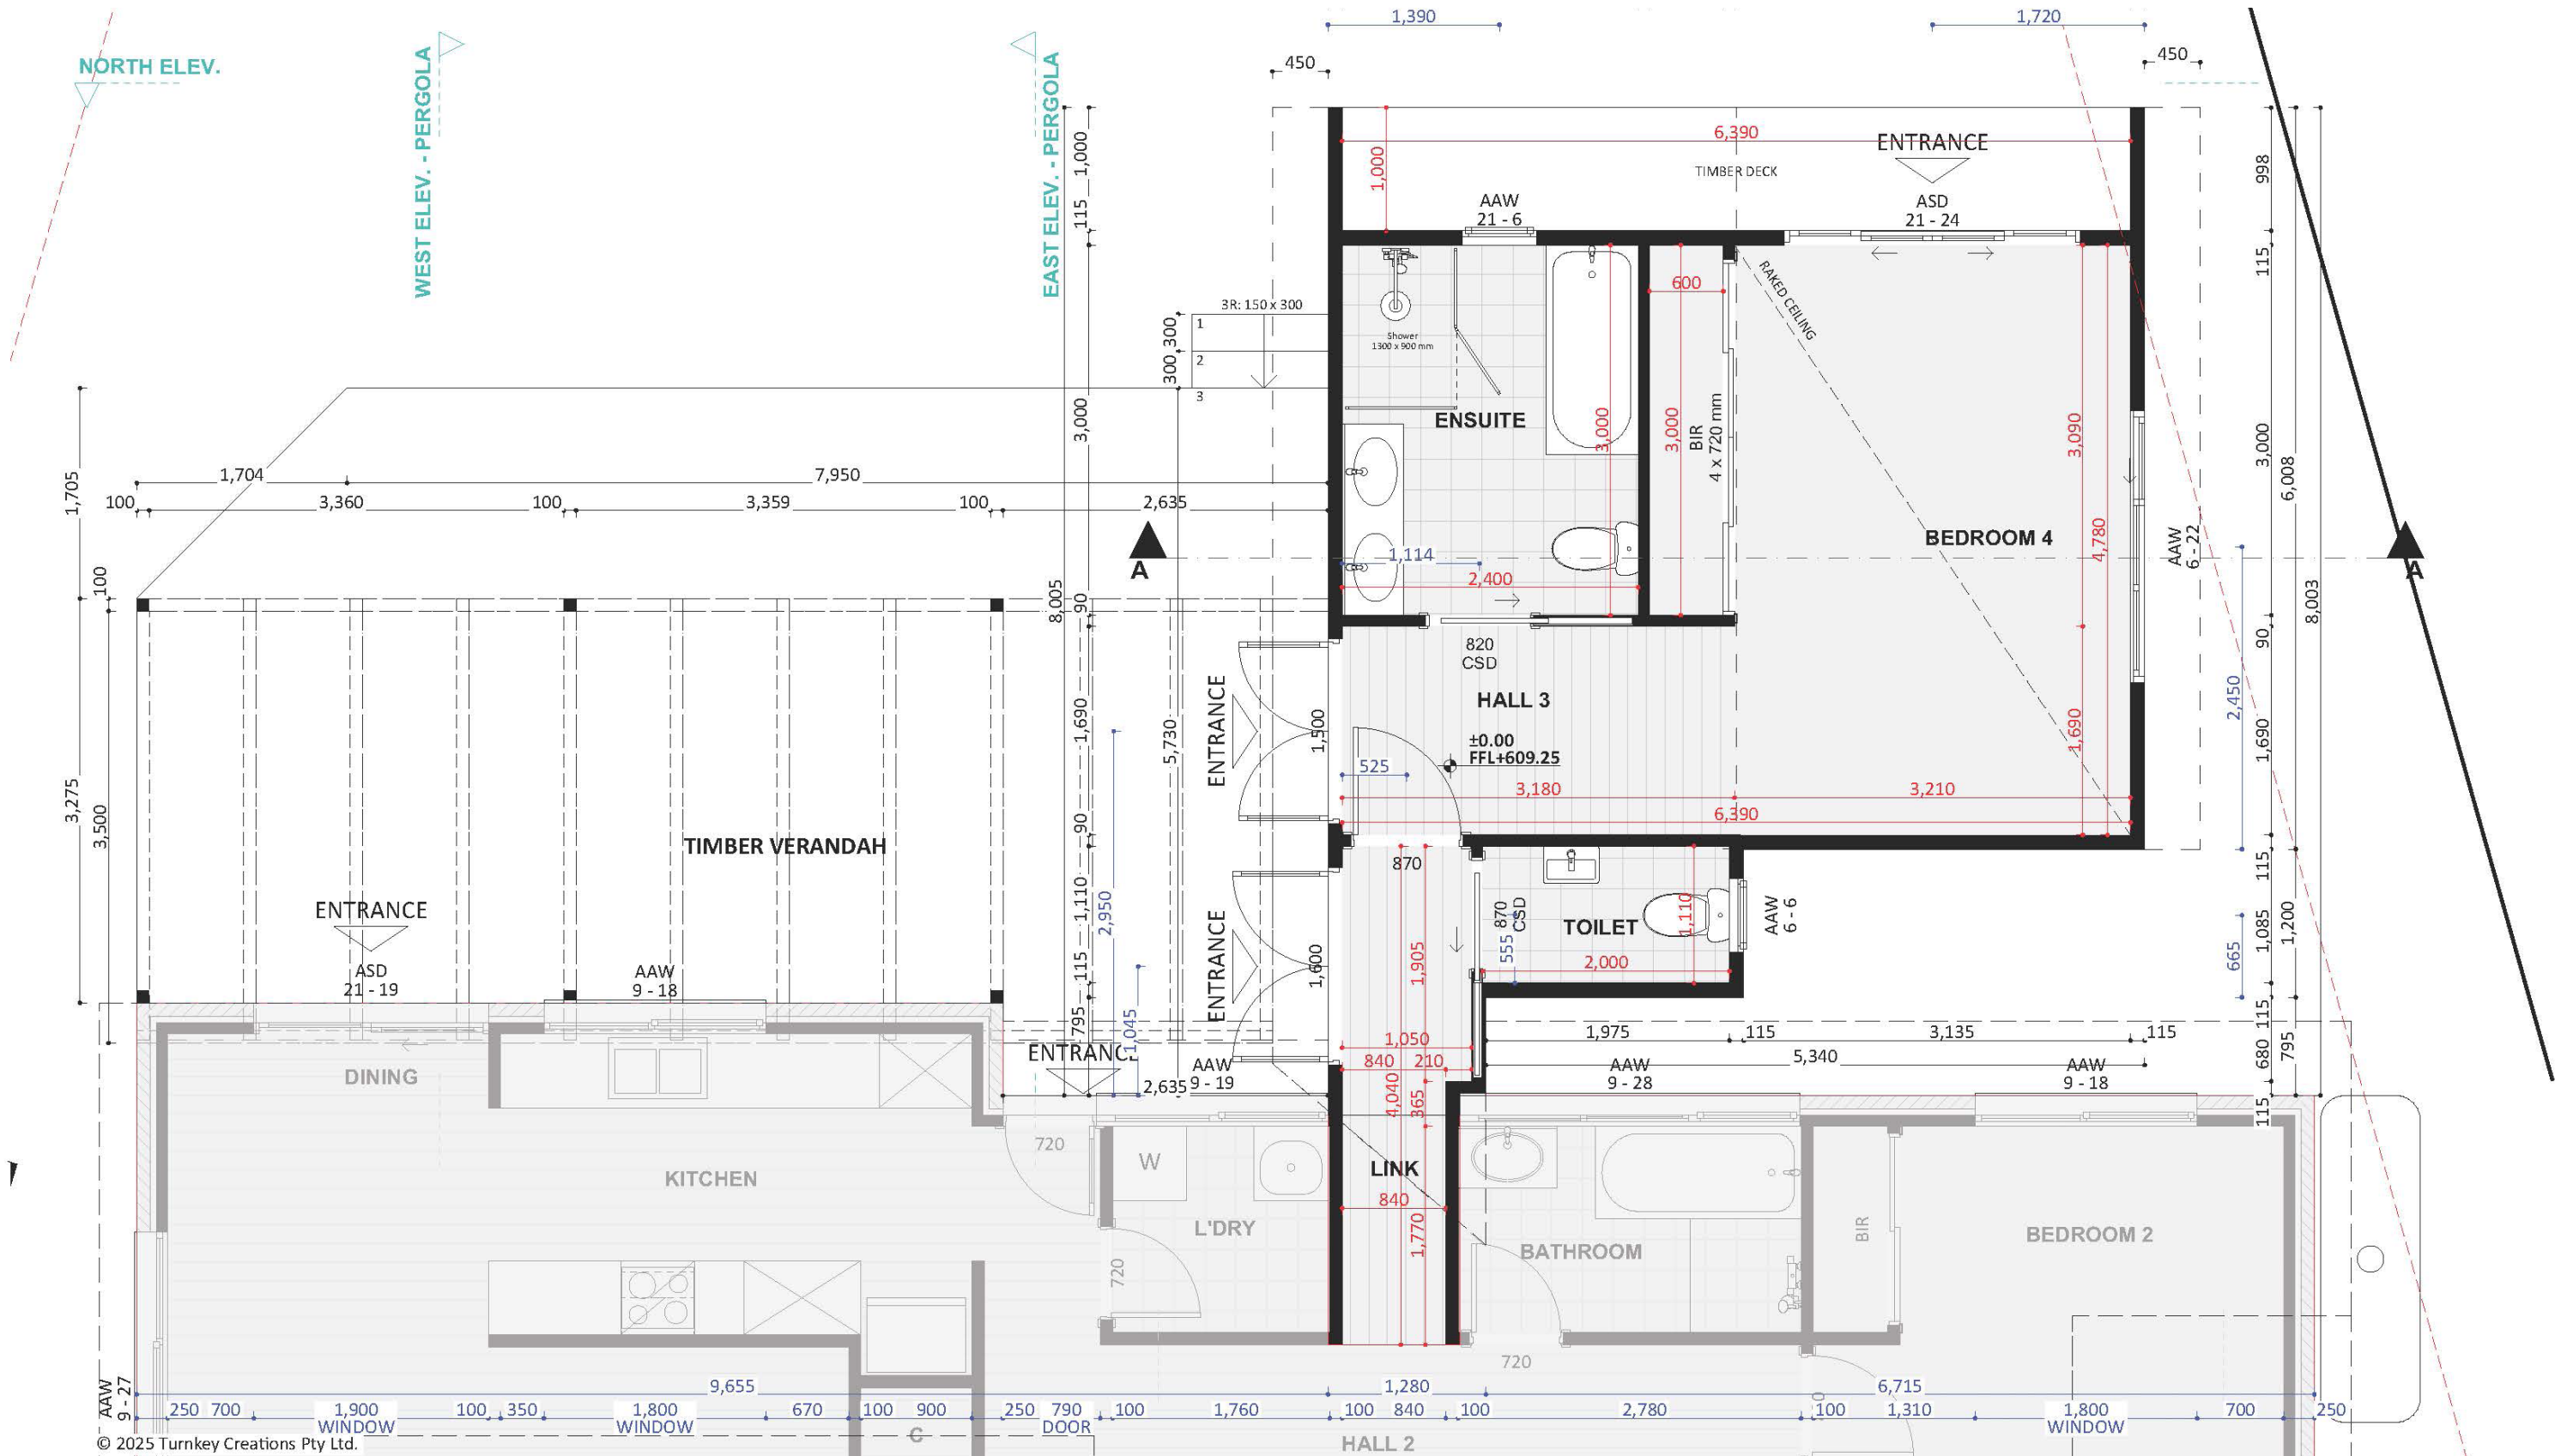 1,390
1,720
NORTH ELEV.
WEST ELEV. - PERGOLA
EAST ELEV. - PERGOLA
450
450
1,000
115
6,390
1,000
ENTRANCE
TIMBER DECK
AAW
21 - 6
ASD
21 - 24
998
115
3R: 150 x 300
1
2
3
300
300
Shower
1300 x 900 mm
600
RAKED CEILING
ENSUITE
3,000
3,000
3,000
BIR
4 x 720 mm
3,090
3,000
6,008
1,704
7,950
100
3,360
100
3,359
100
2,635
1,705
A
1,114
2,400
BEDROOM 4
4,780
AAW
6 - 22
A
100
8,005
90
8,003
90
820
CSD
HALL 3
±0.00
FFL+609.25
525
3,180
3,210
6,390
1,690
2,450
1,690
ENTRANCE
1,500
5,730
1,690
90
3,275
3,500
TIMBER VERANDAH
870
870
CSD
TOILET
1,110
555
2,000
AAW
6 - 6
115
1,085
1,200
665
ENTRANCE
ASD
21 - 19
AAW
9 - 18
1,110
2,950
115
ENTRANCE
1,600
1,905
795
1,045
ENTRANC
2,635
AAW
9 - 19
1,050
840
210
1,975
115
3,135
115
5,340
AAW
9 - 28
AAW
9 - 18
115
680
795
115
DINING
KITCHEN
720
W
L'DRY
720
4,040
365
LINK
840
1,770
BATHROOM
BIR
BEDROOM 2
720
AAW
9 - 27
9,655
1,280
6,715
250
700
1,900
WINDOW
100
350
1,800
WINDOW
670
100
900
250
790
DOOR
100
1,760
100
840
100
2,780
100
1,310
1,800
WINDOW
700
250
C
HALL 2
© 2025 Turnkey Creations Pty Ltd.